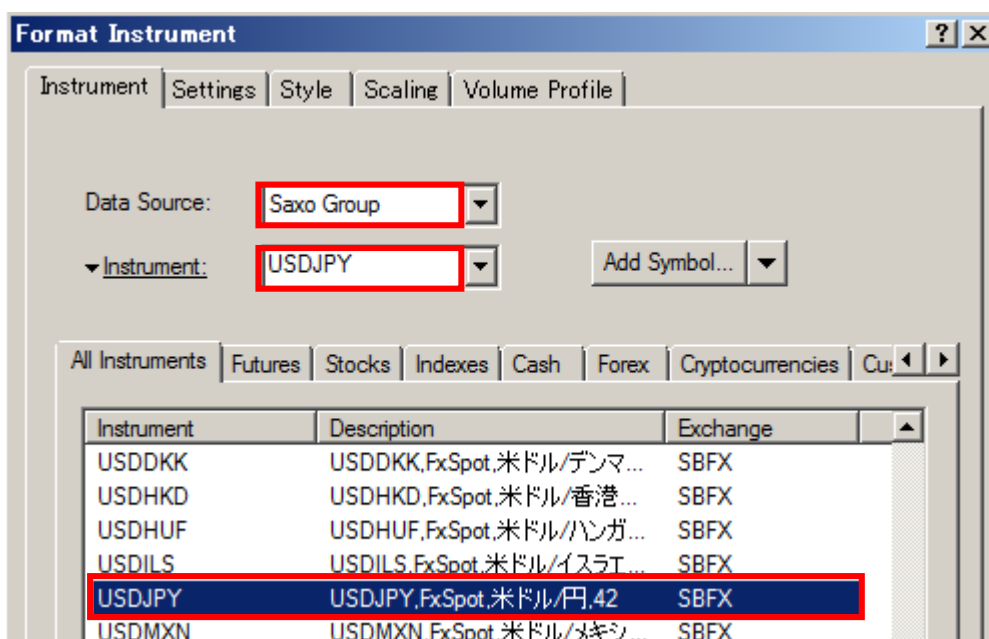 Format Instrument
Instrument Settings Style Scaling Volume Profile
Data Source: Saxo Group
Instrument: USDJPY Add Symbol...
All Instruments Futures Stocks Indexes Cash Forex Cryptocurrencies Cu
Instrument Description Exchange
USDDKK USDDKK,FxSpot,米ドル/デンマ... SBFX
USDHKD USDHKD,FxSpot,米ドル/香港... SBFX
USDHUF USDHUF,FxSpot,米ドル/ハンガ... SBFX
USDILS USDILS,FxSpot,米ドル/イスラエ... SBFX
USDJPY USDJPY,FxSpot,米ドル/円,42 SBFX
USDMXN USDMXN,FxSpot,米ドル/メキシ... SBFX